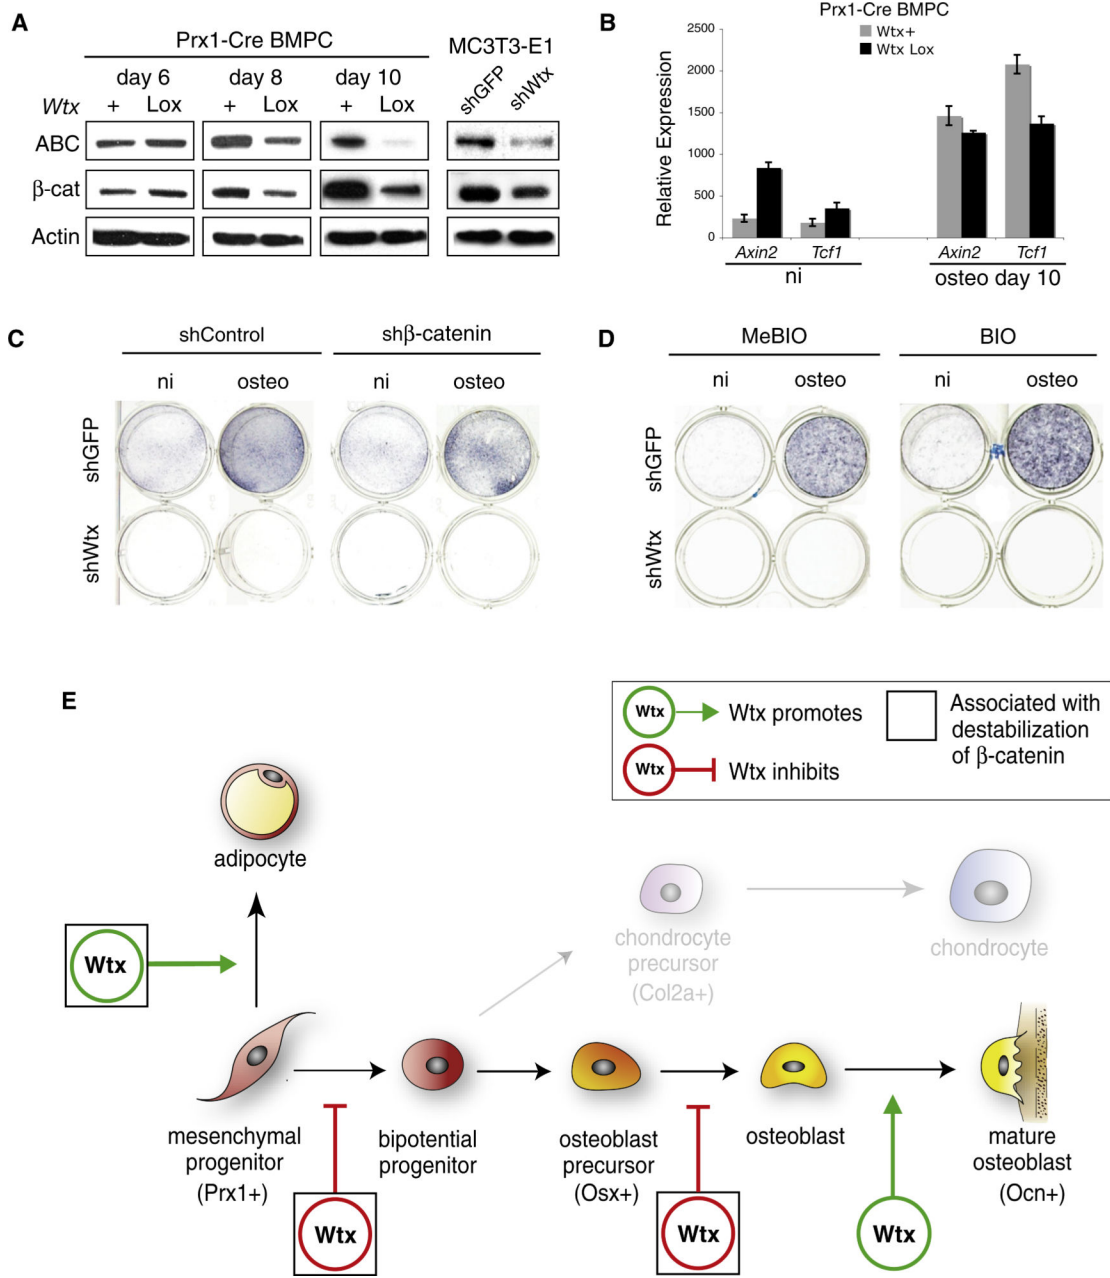 A
Prx1-Cre BMPC
MC3T3-E1
day 6 day 8 day 10
shGFP shWtx
Wtx + Lox + Lox + Lox
ABC
β-cat
Actin
B
Prx1-Cre BMPC
Wtx+
Wtx Lox
Relative Expression
2500
2000
1500
1000
500
0
Axin2 Tcf1 Axin2 Tcf1
ni osteo day 10
C
shControl shβ-catenin
ni osteo ni osteo
shGFP
shWtx
D
MeBIO BIO
ni osteo ni osteo
shGFP
shWtx
E
Wtx Wtx promotes
Wtx Wtx inhibits
Associated with
destabilization
of β-catenin
adipocyte
Wtx
chondrocyte
precursor
(Col2a+)
chondrocyte
mesenchymal
progenitor
(Prx1+)
bipotential
progenitor
osteoblast
precursor
(Osx+)
osteoblast
mature
osteoblast
(Ocn+)
Wtx
Wtx
Wtx